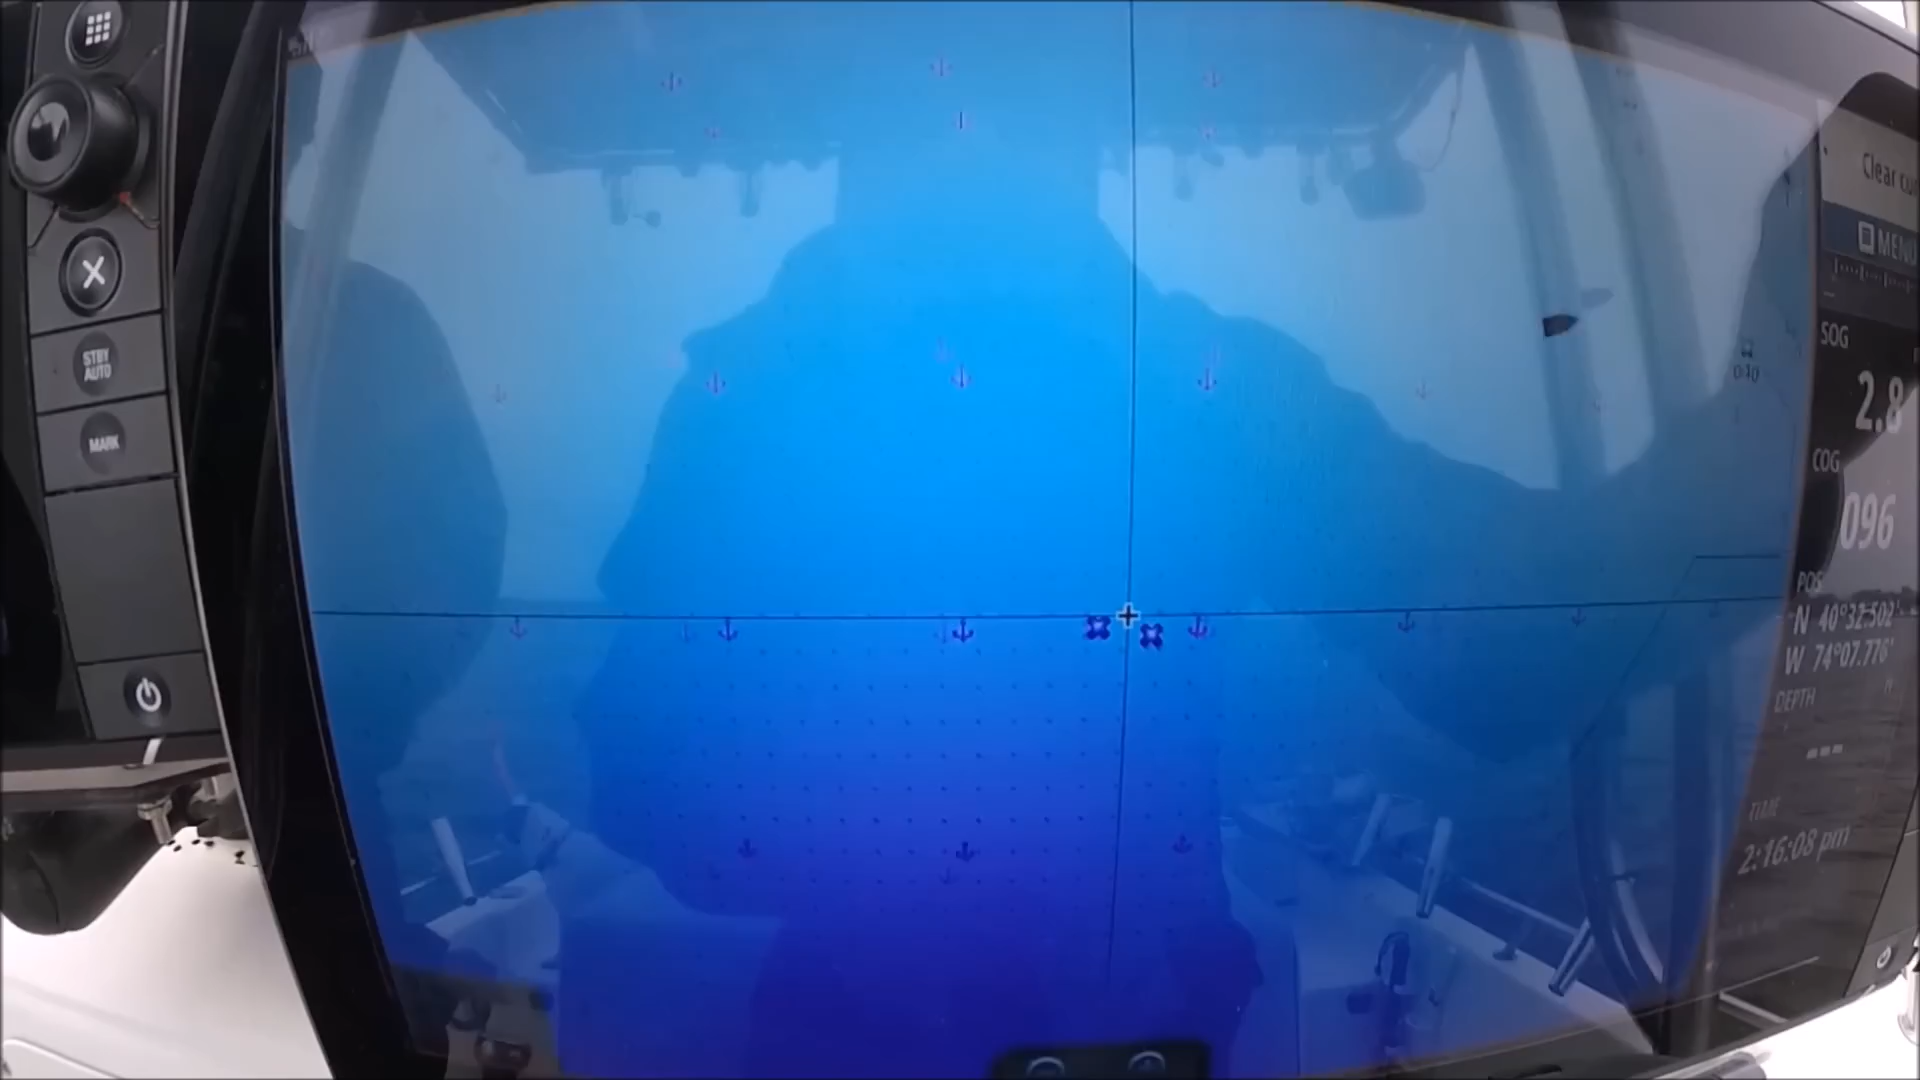 STBY
AUTO
MARK
Clear cu
MENU
SOG
2.8
COG
096
POS
N 40°32.502'
W 74°07.776'
DEPTH
---
TIME
2:16:08 pm